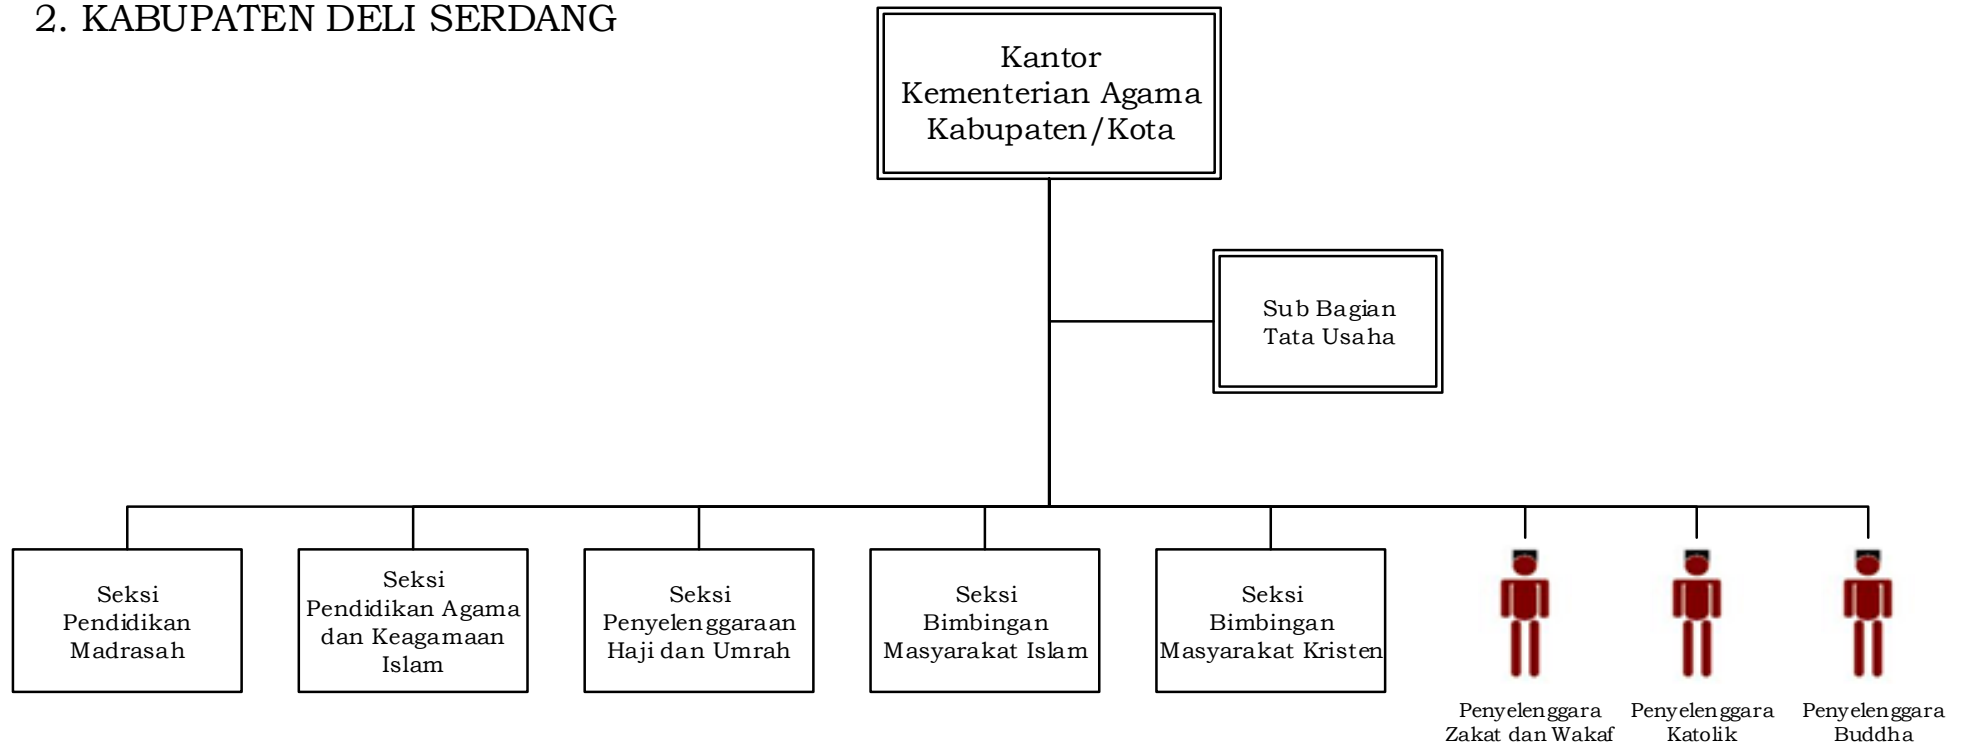 2. KABUPATEN DELI SERDANG
Kantor
Kementerian Agama
Kabupaten/Kota
Sub Bagian
Tata Usaha
Seksi
Pendidikan
Madrasah
Seksi
Pendidikan Agama
dan Keagamaan
Islam
Seksi
Penyelenggaraan
Haji dan Umrah
Seksi
Bimbingan
Masyarakat Islam
Seksi
Bimbingan
Masyarakat Kristen
Penyelenggara
Zakat dan Wakaf
Penyelenggara
Katolik
Penyelenggara
Buddha